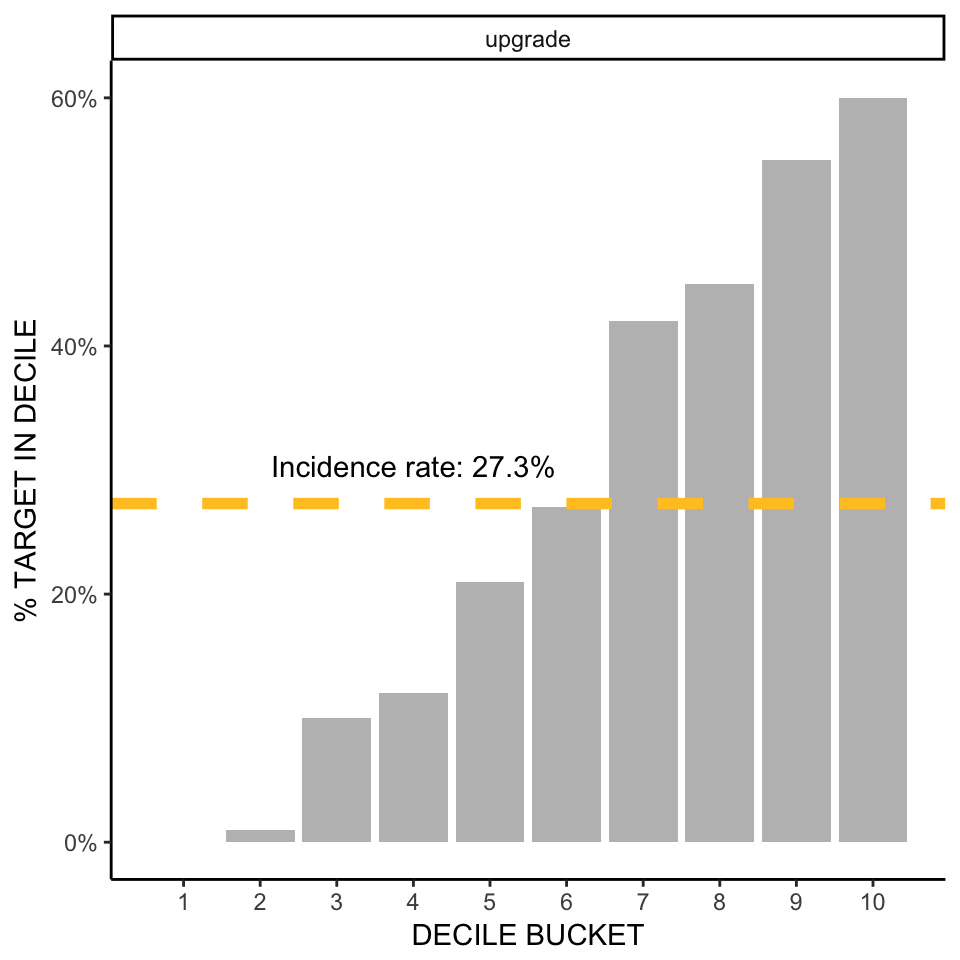 upgrade
60%
40%
20%
0%
% TARGET IN DECILE
Incidence rate: 27.3%
1 2 3 4 5 6 7 8 9 10
DECILE BUCKET